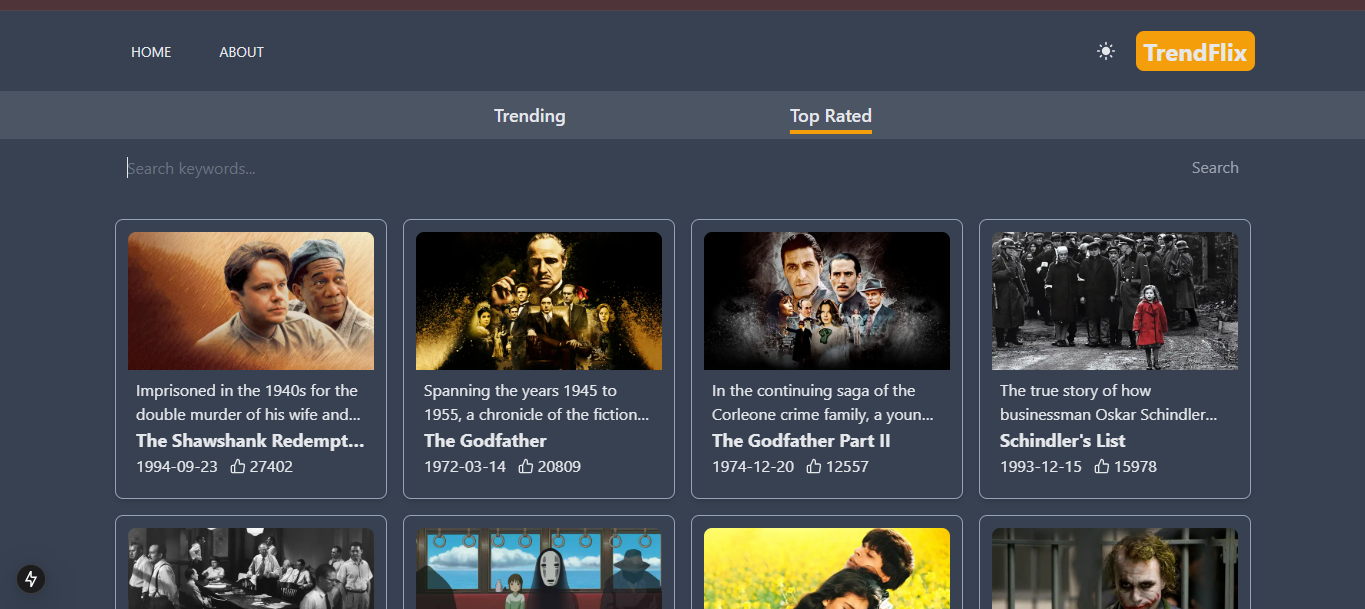 HOME ABOUT TrendFlix
Trending Top Rated
Search keywords... Search
Imprisoned in the 1940s for the
double murder of his wife and...
The Shawshank Redempt...
1994-09-23 27402
Spanning the years 1945 to
1955, a chronicle of the fiction...
The Godfather
1972-03-14 20809
In the continuing saga of the
Corleone crime family, a youn...
The Godfather Part II
1974-12-20 12557
The true story of how
businessman Oskar Schindler...
Schindler's List
1993-12-15 15978